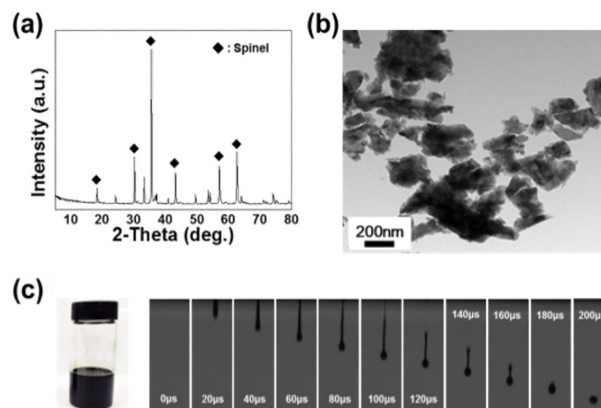 (a)
◆ : Spinel
Intensity (a.u.)
10 20 30 40 50 60 70 80
2-Theta (deg.)
(b)
200nm
(c)
0µs 20µs 40µs 60µs 80µs 100µs 120µs 140µs 160µs 180µs 200µs